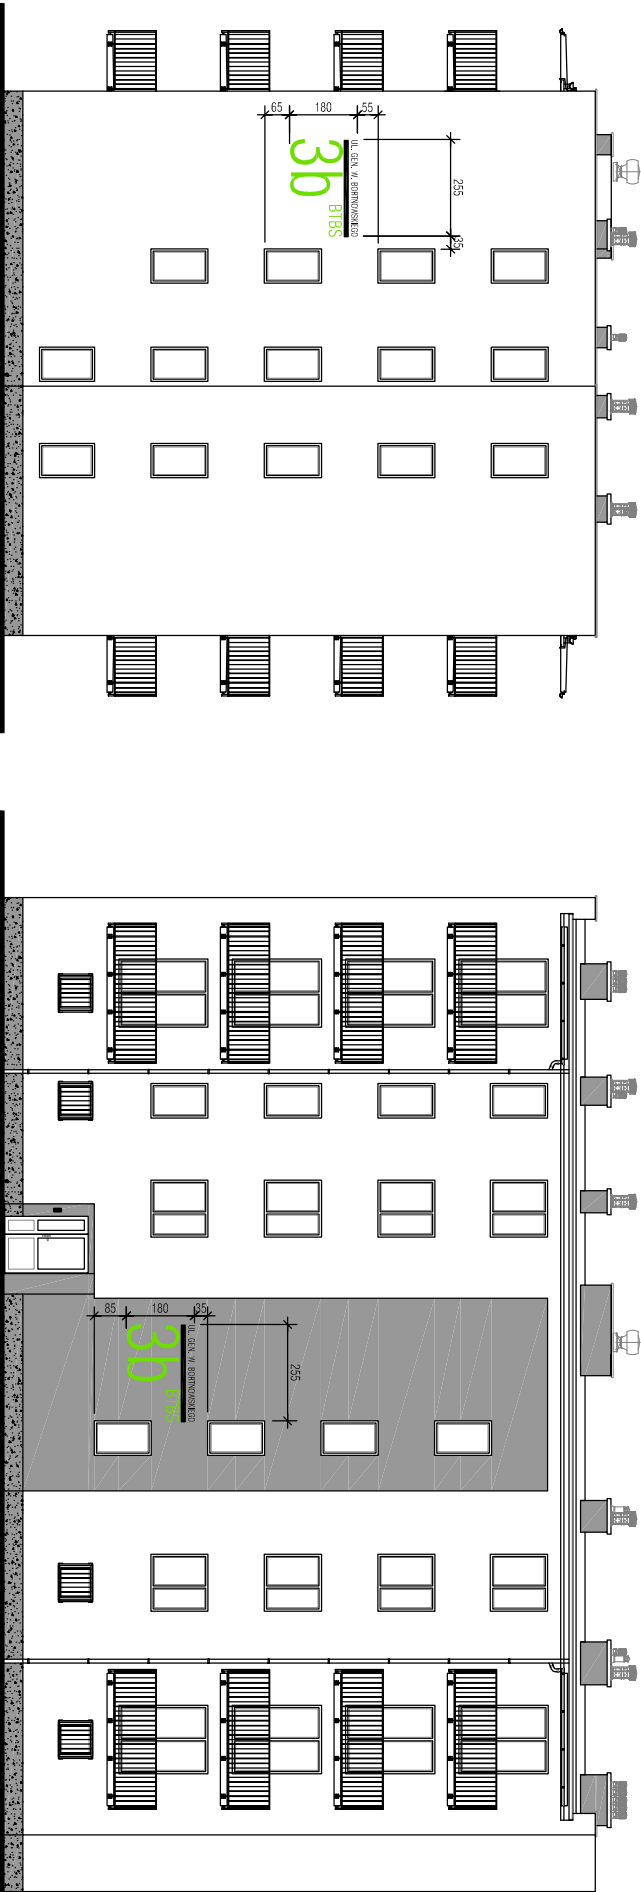 65
180
55
UL. GEN. W. BORTNOWSKIEGO
3b
BTBS
255
35
85
180
35
UL. GEN. W. BORTNOWSKIEGO
3b
BTBS
255